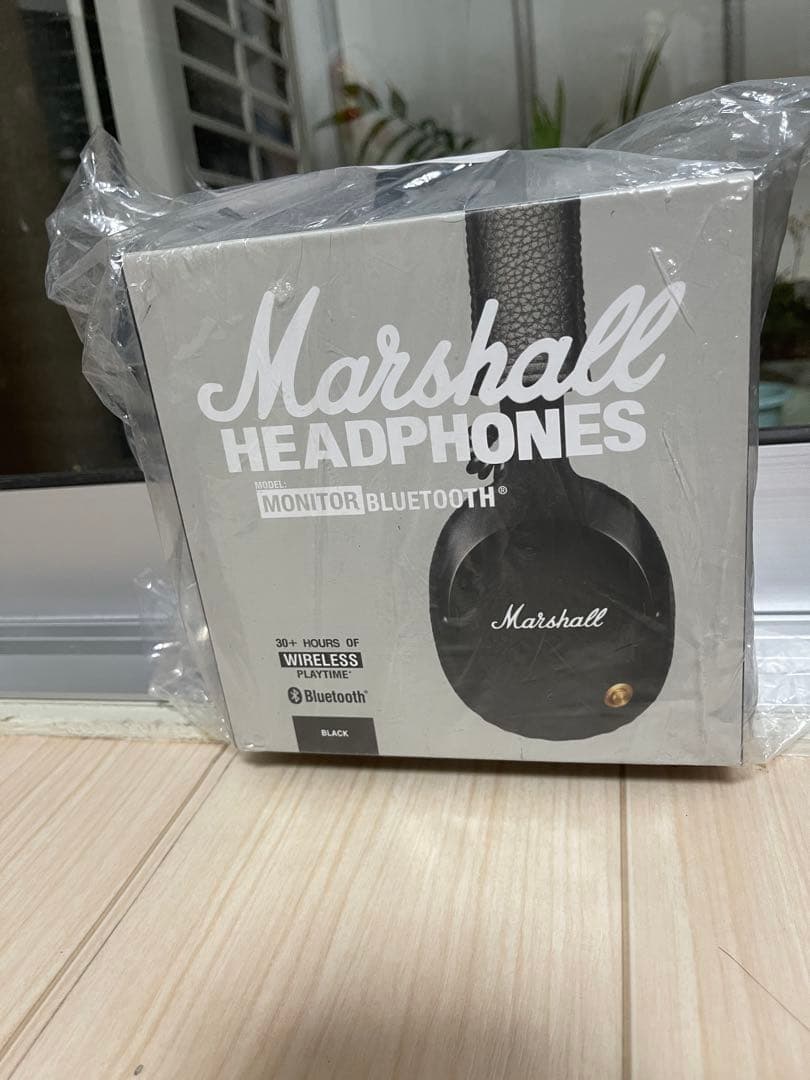 Marshall
HEADPHONES
MODEL:
MONITOR BLUETOOTH®
Marshall
30+ HOURS OF
WIRELESS
PLAYTIME*
Bluetooth®
BLACK